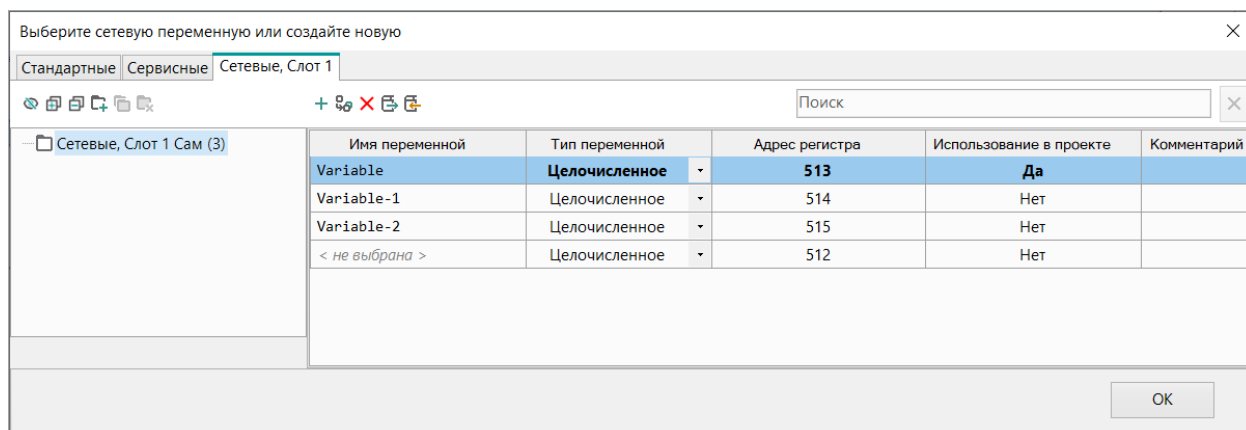 Выберите сетевую переменную или создайте новую
Стандартные Сервисные Сетевые, Слот 1
Поиск
Сетевые, Слот 1 Сам (3)
Имя переменной Тип переменной Адрес регистра Использование в проекте Комментарий
Variable Целочисленное 513 Да
Variable-1 Целочисленное 514 Нет
Variable-2 Целочисленное 515 Нет
< не выбрана > Целочисленное 512 Нет
OK